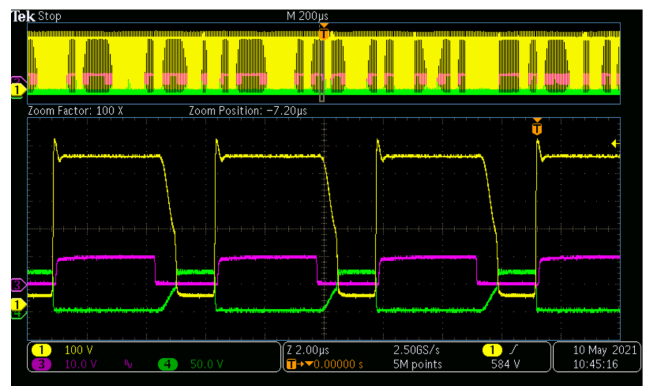 Tek Stop
M 200µs
T
1
Zoom Factor: 100 X
Zoom Position: −7.20µs
T
3
1
4
1 100 V
Z 2.00µs 2.50GS/s 1
10 May 2021
3 10.0 V
4 50.0 V
T→▼0.00000 s 5M points 584 V
10:45:16